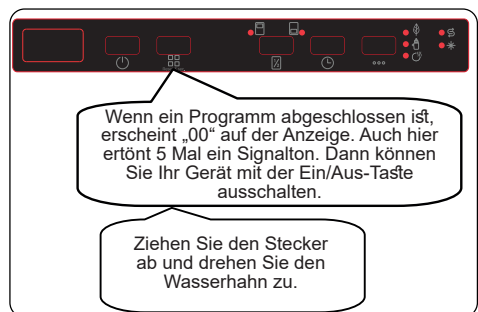 Wenn ein Programm abgeschlossen ist,
erscheint „00“ auf der Anzeige. Auch hier
ertönt 5 Mal ein Signalton. Dann können
Sie Ihr Gerät mit der Ein/Aus-Taste
ausschalten.
Ziehen Sie den Stecker
ab und drehen Sie den
Wasserhahn zu.